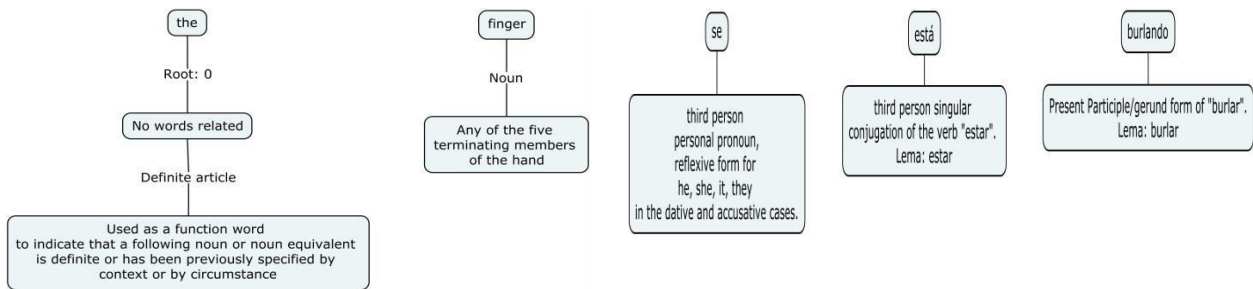 the
Root: 0
No words related
Definite article
Used as a function word
to indicate that a following noun or noun equivalent
is definite or has been previously specified by
context or by circumstance
finger
Noun
Any of the five
terminating members
of the hand
se
third person
personal pronoun,
reflexive form for
he, she, it, they
in the dative and accusative cases.
está
third person singular
conjugation of the verb "estar".
Lema: estar
burlando
Present Participle/gerund form of "burlar".
Lema: burlar